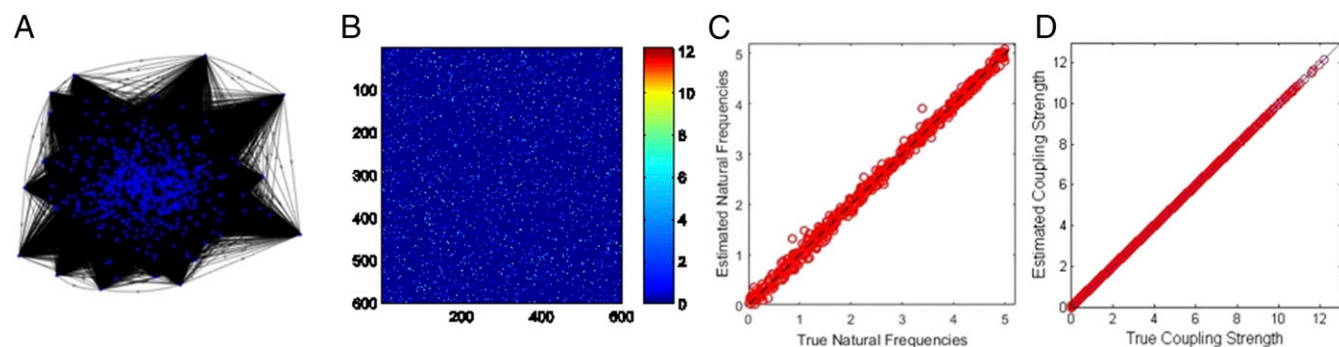 A
B
100
200
300
400
500
600
200
400
600
12
10
8
6
4
2
0
C
Estimated Natural Frequencies
5
4
3
2
1
0
0 1 2 3 4 5
True Natural Frequencies
D
Estimated Coupling Strength
12
10
8
6
4
2
0
0 2 4 6 8 10 12
True Coupling Strength